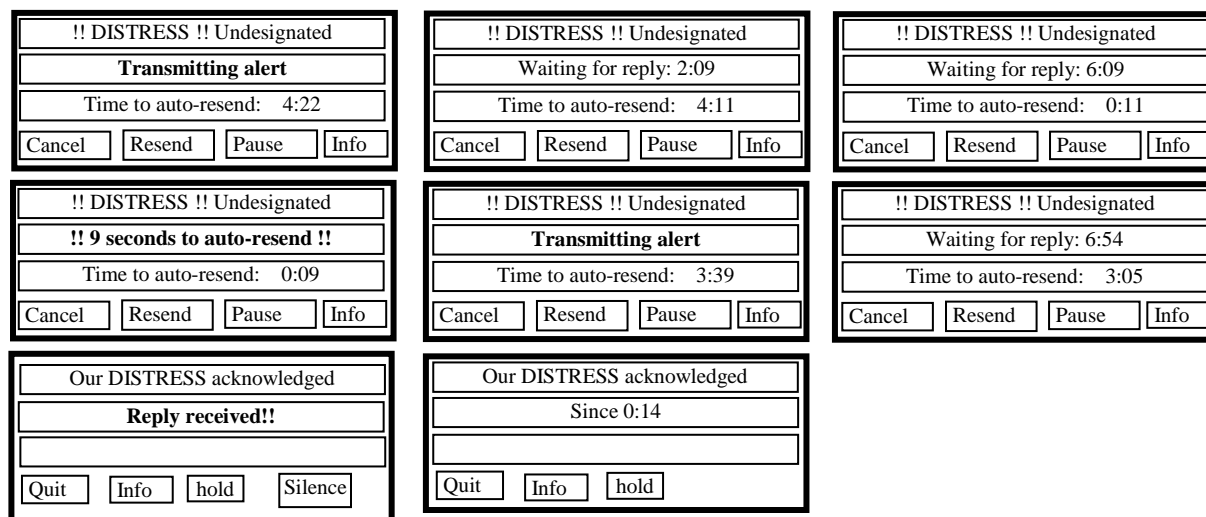 !! DISTRESS !! Undesignated
Transmitting alert
Time to auto-resend: 4:22
Cancel Resend Pause Info
!! DISTRESS !! Undesignated
Waiting for reply: 2:09
Time to auto-resend: 4:11
Cancel Resend Pause Info
!! DISTRESS !! Undesignated
Waiting for reply: 6:09
Time to auto-resend: 0:11
Cancel Resend Pause Info
!! DISTRESS !! Undesignated
!! 9 seconds to auto-resend !!
Time to auto-resend: 0:09
Cancel Resend Pause Info
!! DISTRESS !! Undesignated
Transmitting alert
Time to auto-resend: 3:39
Cancel Resend Pause Info
!! DISTRESS !! Undesignated
Waiting for reply: 6:54
Time to auto-resend: 3:05
Cancel Resend Pause Info
Our DISTRESS acknowledged
Reply received!!
Quit Info hold Silence
Our DISTRESS acknowledged
Since 0:14
Quit Info hold